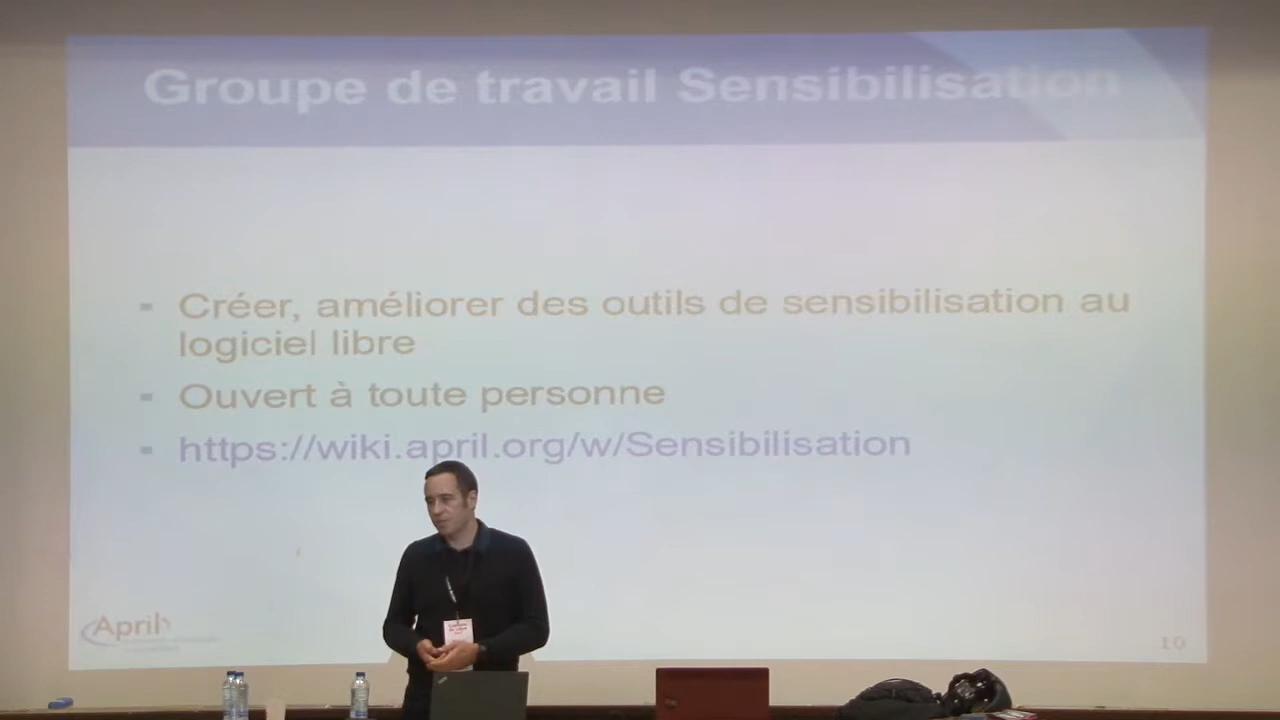 Groupe de travail Sensibilisation
Créer, améliorer des outils de sensibilisation au
logiciel libre
Ouvert à toute personne
https://wiki.april.org/w/Sensibilisation
April
10